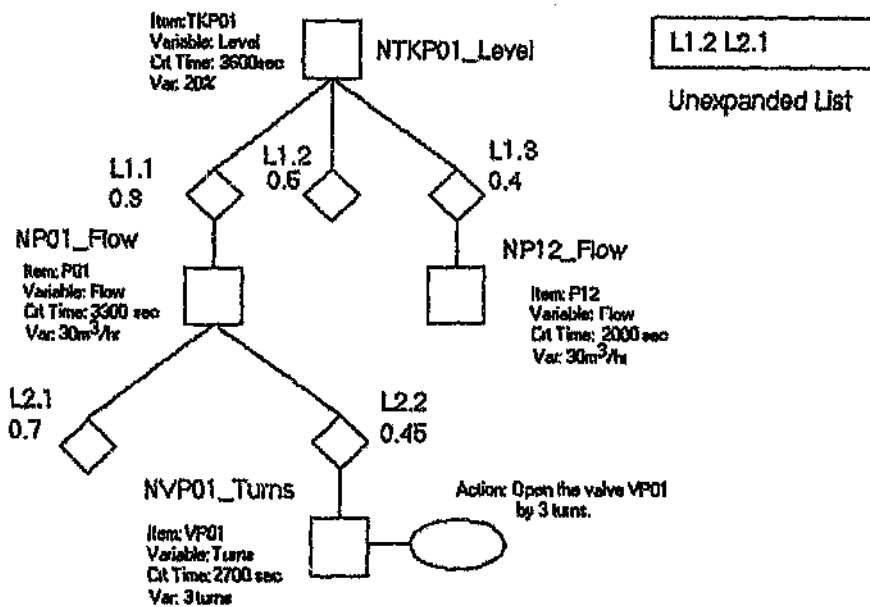 Item: TKP01
Variable: Level
Crt Time: 3600sec
Var: 20%
NTKP01_Level
L1.2 L2.1
Unexpanded List
L1.1
0.3
L1.2
0.5
L1.3
0.4
NP01_Flow
Item: P01
Variable: Flow
Crt Time: 3300 sec
Var: 30m³/hr
NP12_Flow
Item: P12
Variable: Flow
Crt Time: 2000 sec
Var: 30m³/hr
L2.1
0.7
L2.2
0.45
NVP01_Turns
Item: VP01
Variable: Turns
Crt Time: 2700 sec
Var: 3 turns
Action: Open the valve VP01
by 3 turns.